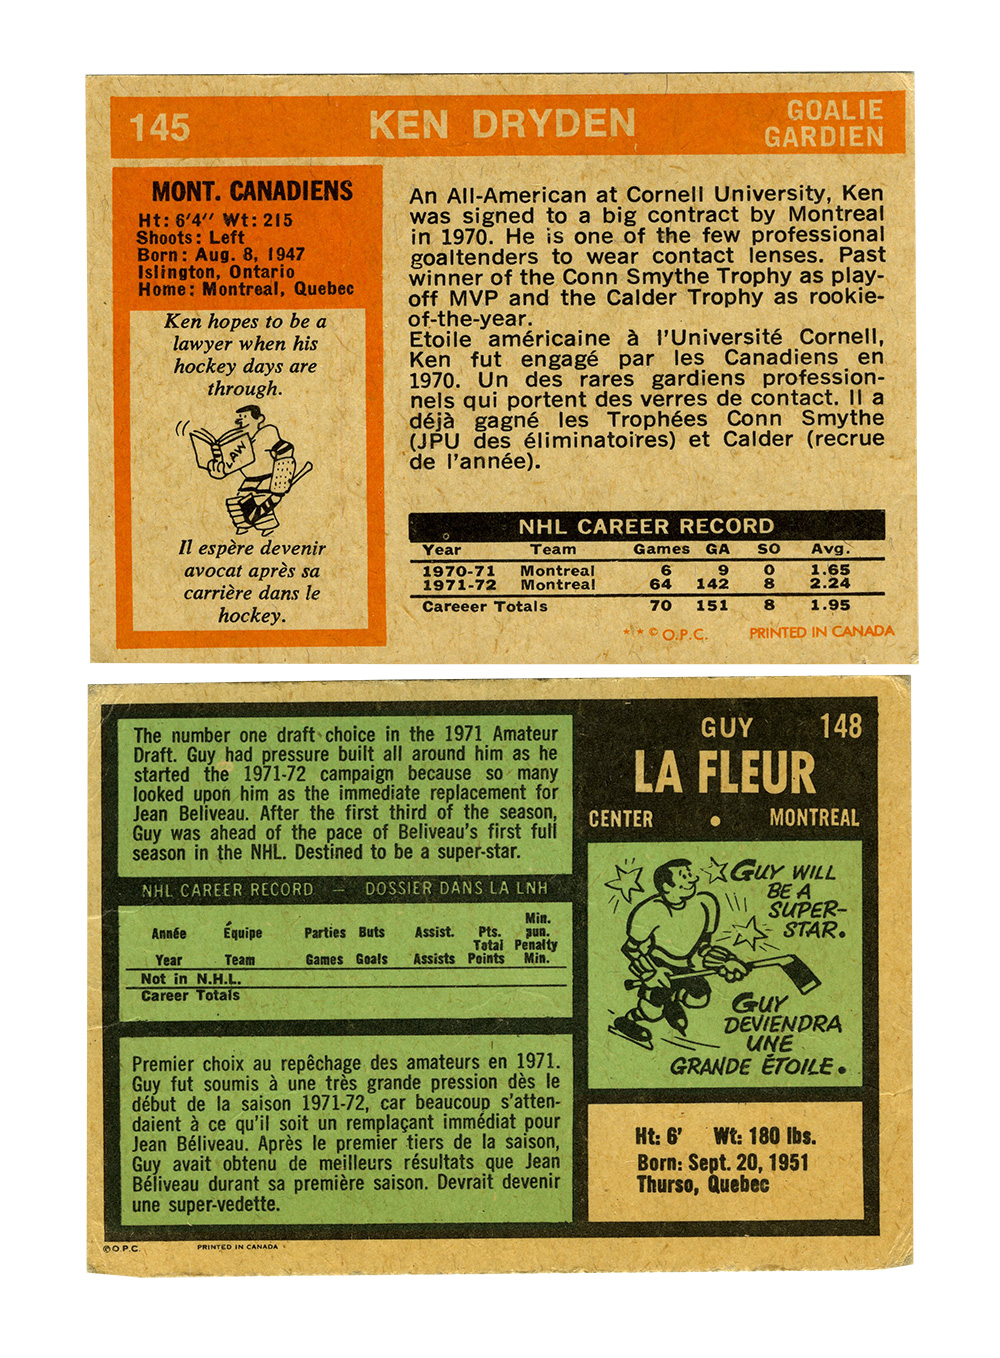 145 KEN DRYDEN GOALIE
GARDIEN
MONT. CANADIENS
Ht: 6'4'' Wt: 215
Shoots: Left
Born: Aug. 8, 1947
Islington, Ontario
Home: Montreal, Quebec
Ken hopes to be a
lawyer when his
hockey days are
through.
LAW
Il espère devenir
avocat après sa
carrière dans le
hockey.
An All-American at Cornell University, Ken
was signed to a big contract by Montreal
in 1970. He is one of the few professional
goaltenders to wear contact lenses. Past
winner of the Conn Smythe Trophy as play-
off MVP and the Calder Trophy as rookie-
of-the-year.
Etoile américaine à l'Université Cornell,
Ken fut engagé par les Canadiens en
1970. Un des rares gardiens profession-
nels qui portent des verres de contact. Il a
déjà gagné les Trophées Conn Smythe
(JPU des éliminatoires) et Calder (recrue
de l'année).
NHL CAREER RECORD
Year Team Games GA SO Avg.
1970-71 Montreal 6 9 0 1.65
1971-72 Montreal 64 142 8 2.24
Careeer Totals 70 151 8 1.95
** © O.P.C. PRINTED IN CANADA
The number one draft choice in the 1971 Amateur
Draft. Guy had pressure built all around him as he
started the 1971-72 campaign because so many
looked upon him as the immediate replacement for
Jean Beliveau. After the first third of the season,
Guy was ahead of the pace of Beliveau's first full
season in the NHL. Destined to be a super-star.
NHL CAREER RECORD — DOSSIER DANS LA LNH
Année Équipe Parties Buts Assist. Pts. Total Min. pun.
Year Team Games Goals Assists Points Penalty Min.
Not in N.H.L.
Career Totals
Premier choix au repêchage des amateurs en 1971.
Guy fut soumis à une très grande pression dès le
début de la saison 1971-72, car beaucoup s'atten-
daient à ce qu'il soit un remplaçant immédiat pour
Jean Béliveau. Après le premier tiers de la saison,
Guy avait obtenu de meilleurs résultats que Jean
Béliveau durant sa première saison. Devrait devenir
une super-vedette.
GUY 148
LA FLEUR
CENTER • MONTREAL
GUY WILL
BE A
SUPER-
STAR.
GUY
DEVIENDRA
UNE
GRANDE ÉTOILE.
Ht: 6' Wt: 180 lbs.
Born: Sept. 20, 1951
Thurso, Quebec
© O.P.C. PRINTED IN CANADA